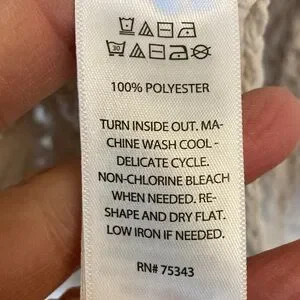 30
100% POLYESTER
TURN INSIDE OUT. MA-
CHINE WASH COOL -
DELICATE CYCLE.
NON-CHLORINE BLEACH
WHEN NEEDED. RE-
SHAPE AND DRY FLAT.
LOW IRON IF NEEDED.
RN# 75343